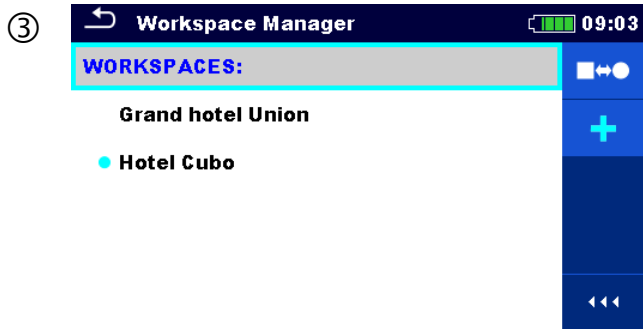 ③
Workspace Manager 09:03
WORKSPACES:
Grand hotel Union
Hotel Cubo